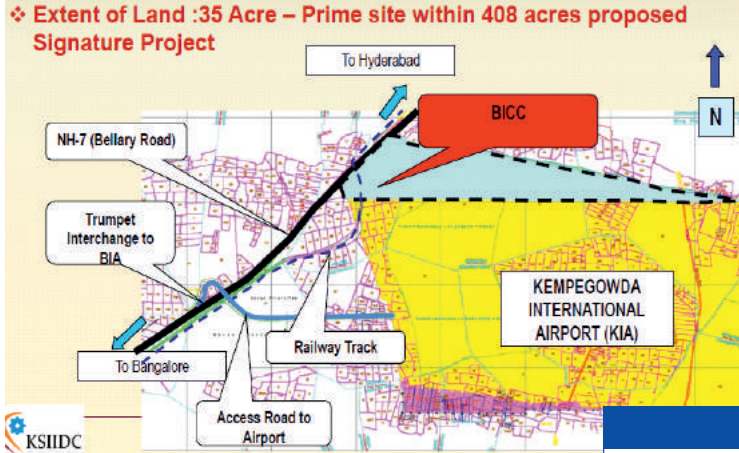 ❖ Extent of Land :35 Acre – Prime site within 408 acres proposed
Signature Project
To Hyderabad
BICC
N
NH-7 (Bellary Road)
Trumpet
Interchange to
BIA
KEMPEGOWDA
INTERNATIONAL
AIRPORT (KIA)
Railway Track
To Bangalore
Access Road to
Airport
KSIIDC